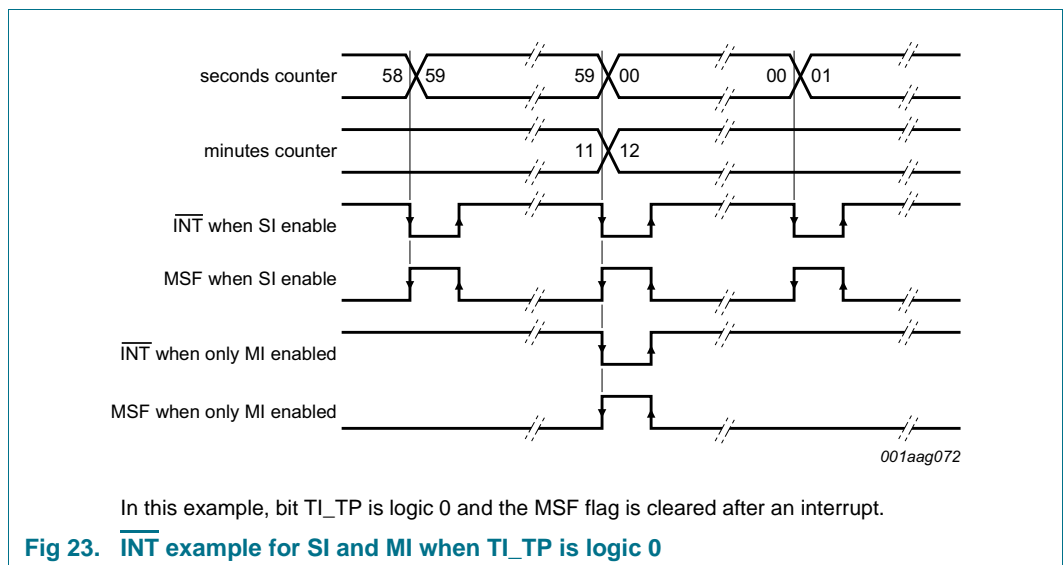 seconds counter 58 59 59 00 00 01
minutes counter 11 12
INT when SI enable
MSF when SI enable
INT when only MI enabled
MSF when only MI enabled
001aag072
In this example, bit TI_TP is logic 0 and the MSF flag is cleared after an interrupt.
Fig 23. INT example for SI and MI when TI_TP is logic 0